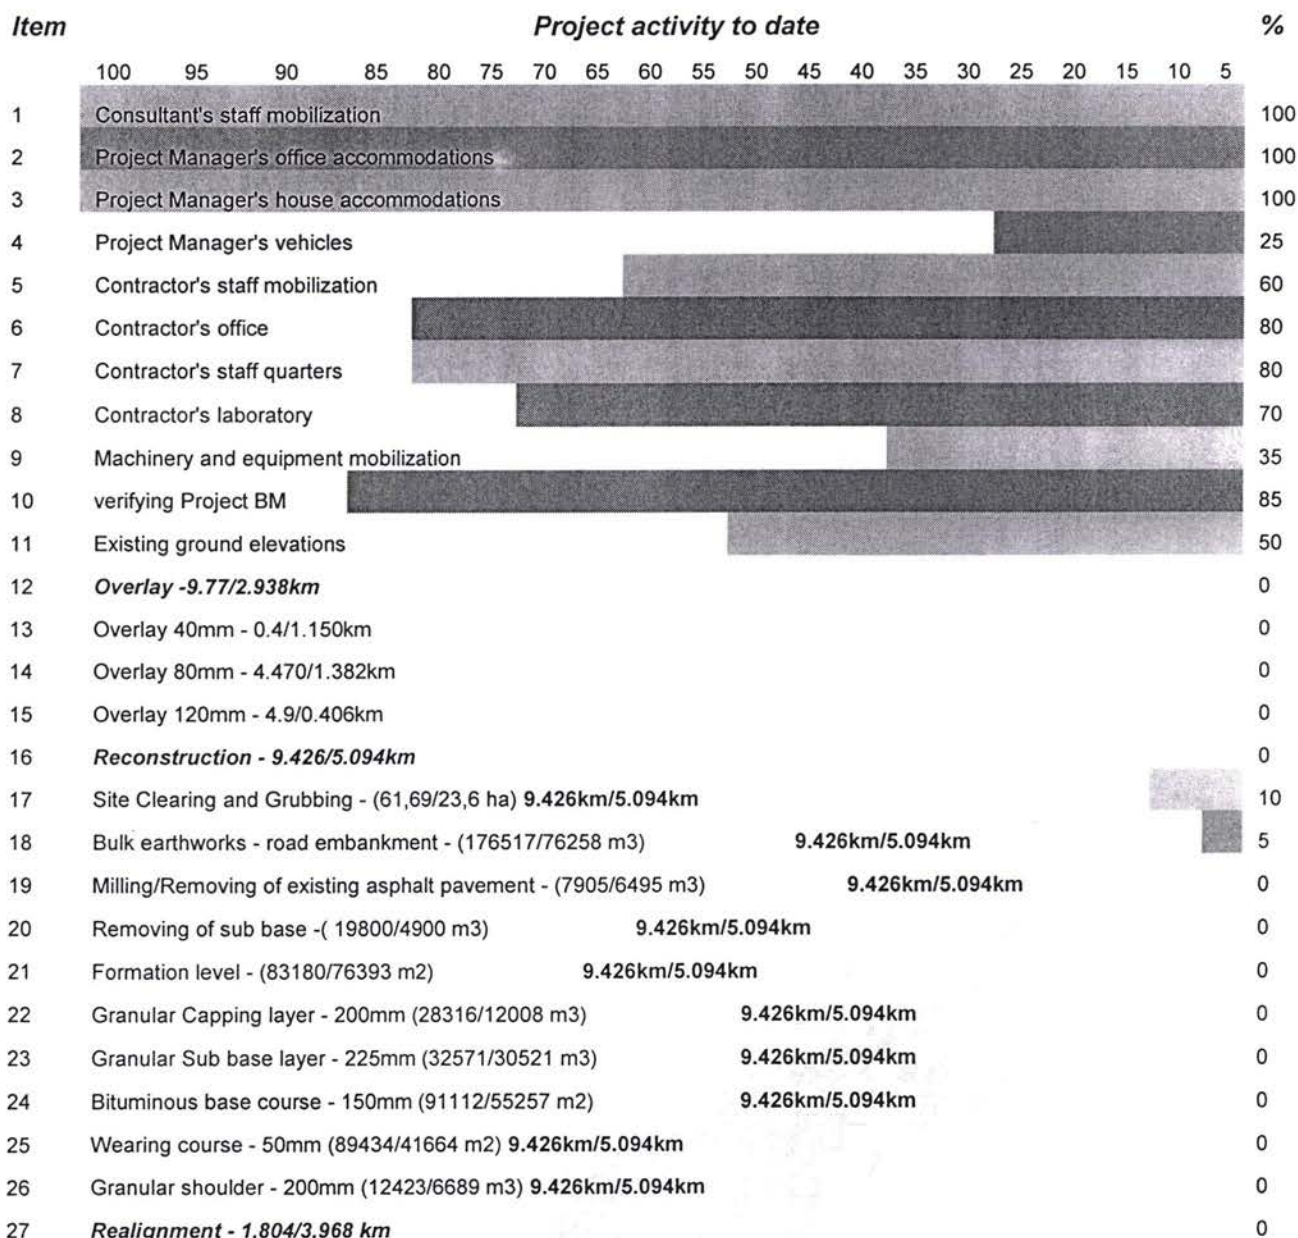 Item Project activity to date %
100 95 90 85 80 75 70 65 60 55 50 45 40 35 30 25 20 15 10 5
1 Consultant's staff mobilization 100
2 Project Manager's office accommodations 100
3 Project Manager's house accommodations 100
4 Project Manager's vehicles 25
5 Contractor's staff mobilization 60
6 Contractor's office 80
7 Contractor's staff quarters 80
8 Contractor's laboratory 70
9 Machinery and equipment mobilization 35
10 verifying Project BM 85
11 Existing ground elevations 50
12 Overlay -9.77/2.938km 0
13 Overlay 40mm - 0.4/1.150km 0
14 Overlay 80mm - 4.470/1.382km 0
15 Overlay 120mm - 4.9/0.406km 0
16 Reconstruction - 9.426/5.094km 0
17 Site Clearing and Grubbing - (61,69/23,6 ha) 9.426km/5.094km 10
18 Bulk earthworks - road embankment - (176517/76258 m3) 9.426km/5.094km 5
19 Milling/Removing of existing asphalt pavement - (7905/6495 m3) 9.426km/5.094km 0
20 Removing of sub base -( 19800/4900 m3) 9.426km/5.094km 0
21 Formation level - (83180/76393 m2) 9.426km/5.094km 0
22 Granular Capping layer - 200mm (28316/12008 m3) 9.426km/5.094km 0
23 Granular Sub base layer - 225mm (32571/30521 m3) 9.426km/5.094km 0
24 Bituminous base course - 150mm (91112/55257 m2) 9.426km/5.094km 0
25 Wearing course - 50mm (89434/41664 m2) 9.426km/5.094km 0
26 Granular shoulder - 200mm (12423/6689 m3) 9.426km/5.094km 0
27 Realignment - 1.804/3.968 km 0